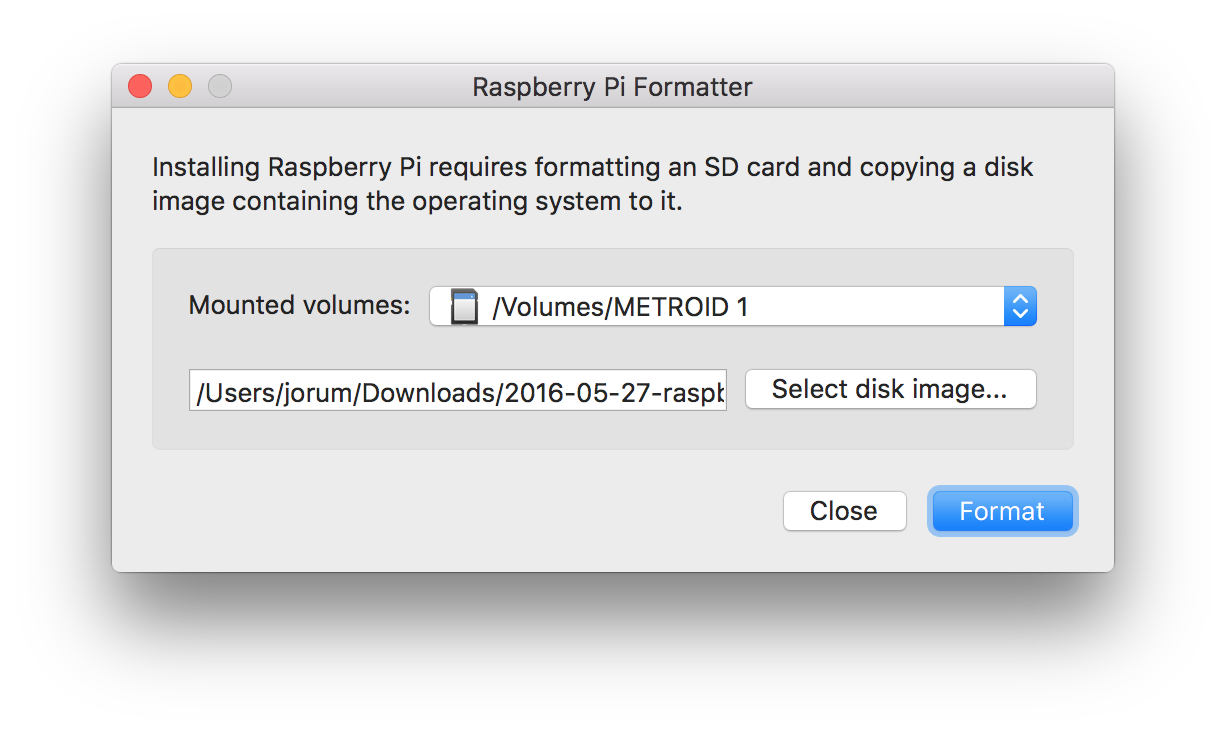 Raspberry Pi Formatter
Installing Raspberry Pi requires formatting an SD card and copying a disk
image containing the operating system to it.
Mounted volumes: /Volumes/METROID 1
/Users/jorum/Downloads/2016-05-27-raspb Select disk image...
Close Format